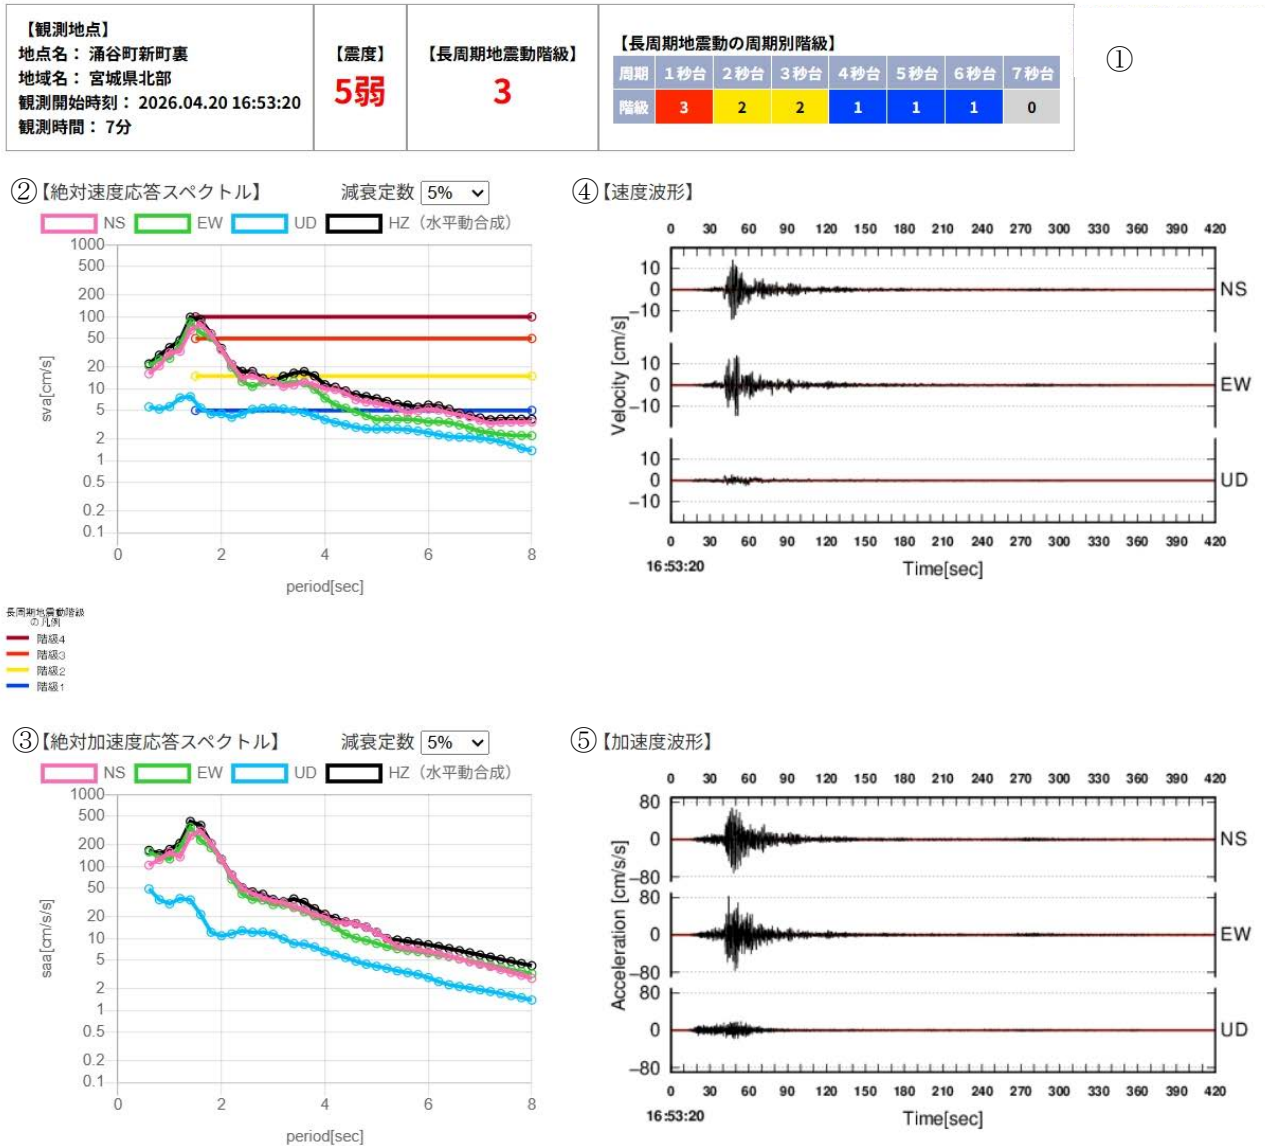 【観測地点】
地点名： 涌谷町新町裏
地域名： 宮城県北部
観測開始時刻： 2026.04.20 16:53:20
観測時間： 7分
【震度】
5弱
【長周期地震動階級】
3
【長周期地震動の周期別階級】
周期 1秒台 2秒台 3秒台 4秒台 5秒台 6秒台 7秒台
階級 3 2 2 1 1 1 0
①
②【絶対速度応答スペクトル】 減衰定数 5%
NS EW UD HZ（水平動合成）
1000
500
200
100
50
20
10
5
2
1
0.5
0.2
0.1
sva[cm/s]
0 2 4 6 8
period[sec]
長周期地震動階級
の凡例
階級4
階級3
階級2
階級1
④【速度波形】
0 30 60 90 120 150 180 210 240 270 300 330 360 390 420
10
0
−10
NS
10
0
−10
EW
10
0
−10
UD
Velocity [cm/s]
0 30 60 90 120 150 180 210 240 270 300 330 360 390 420
16:53:20
Time[sec]
③【絶対加速度応答スペクトル】 減衰定数 5%
NS EW UD HZ（水平動合成）
1000
500
200
100
50
20
10
5
2
1
0.5
0.2
0.1
saa[cm/s/s]
0 2 4 6 8
period[sec]
⑤【加速度波形】
0 30 60 90 120 150 180 210 240 270 300 330 360 390 420
80
0
−80
NS
80
0
−80
EW
80
0
−80
UD
Acceleration [cm/s/s]
0 30 60 90 120 150 180 210 240 270 300 330 360 390 420
16:53:20
Time[sec]